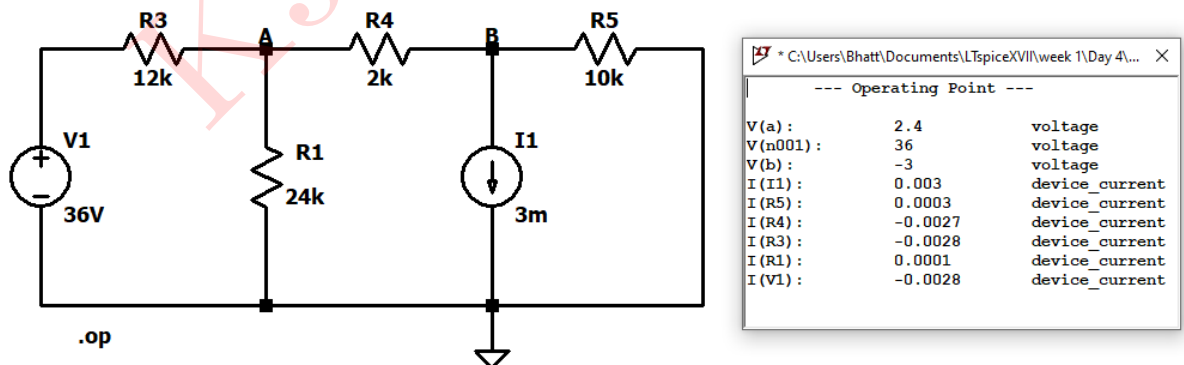 R3
A
R4
B
R5
12k
2k
10k
V1
+
−
36V
R1
24k
I1
3m
.op
* C:\Users\Bhatt\Documents\LTspiceXVII\week 1\Day 4\...
--- Operating Point ---
V(a): 2.4 voltage
V(n001): 36 voltage
V(b): -3 voltage
I(I1): 0.003 device_current
I(R5): 0.0003 device_current
I(R4): -0.0027 device_current
I(R3): -0.0028 device_current
I(R1): 0.0001 device_current
I(V1): -0.0028 device_current